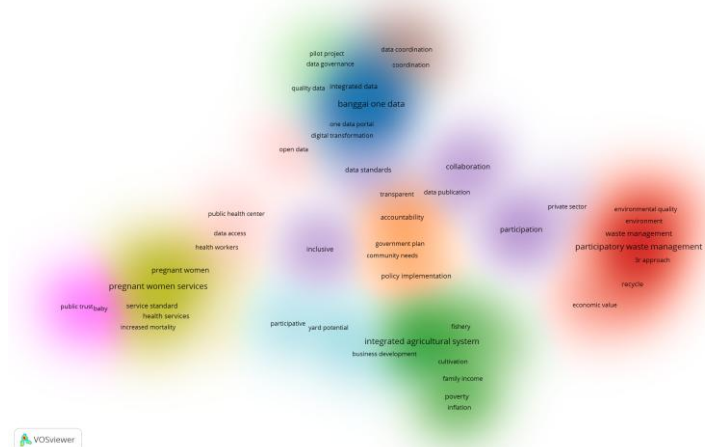 pilot project
data coordination
data governance
coordination
quality data
integrated data
banggai one data
one data portal
digital transformation
open data
data standards
collaboration
transparent
data publication
private sector
environmental quality
public health center
accountability
environment
participation
waste management
data access
health workers
inclusive
government plan
participatory waste management
community needs
3r approach
pregnant women
policy implementation
recycle
pregnant women services
public trust
baby
service standard
economic value
health services
increased mortality
participative
yard potential
fishery
integrated agricultural system
business development
cultivation
family income
poverty
inflation
VOSviewer